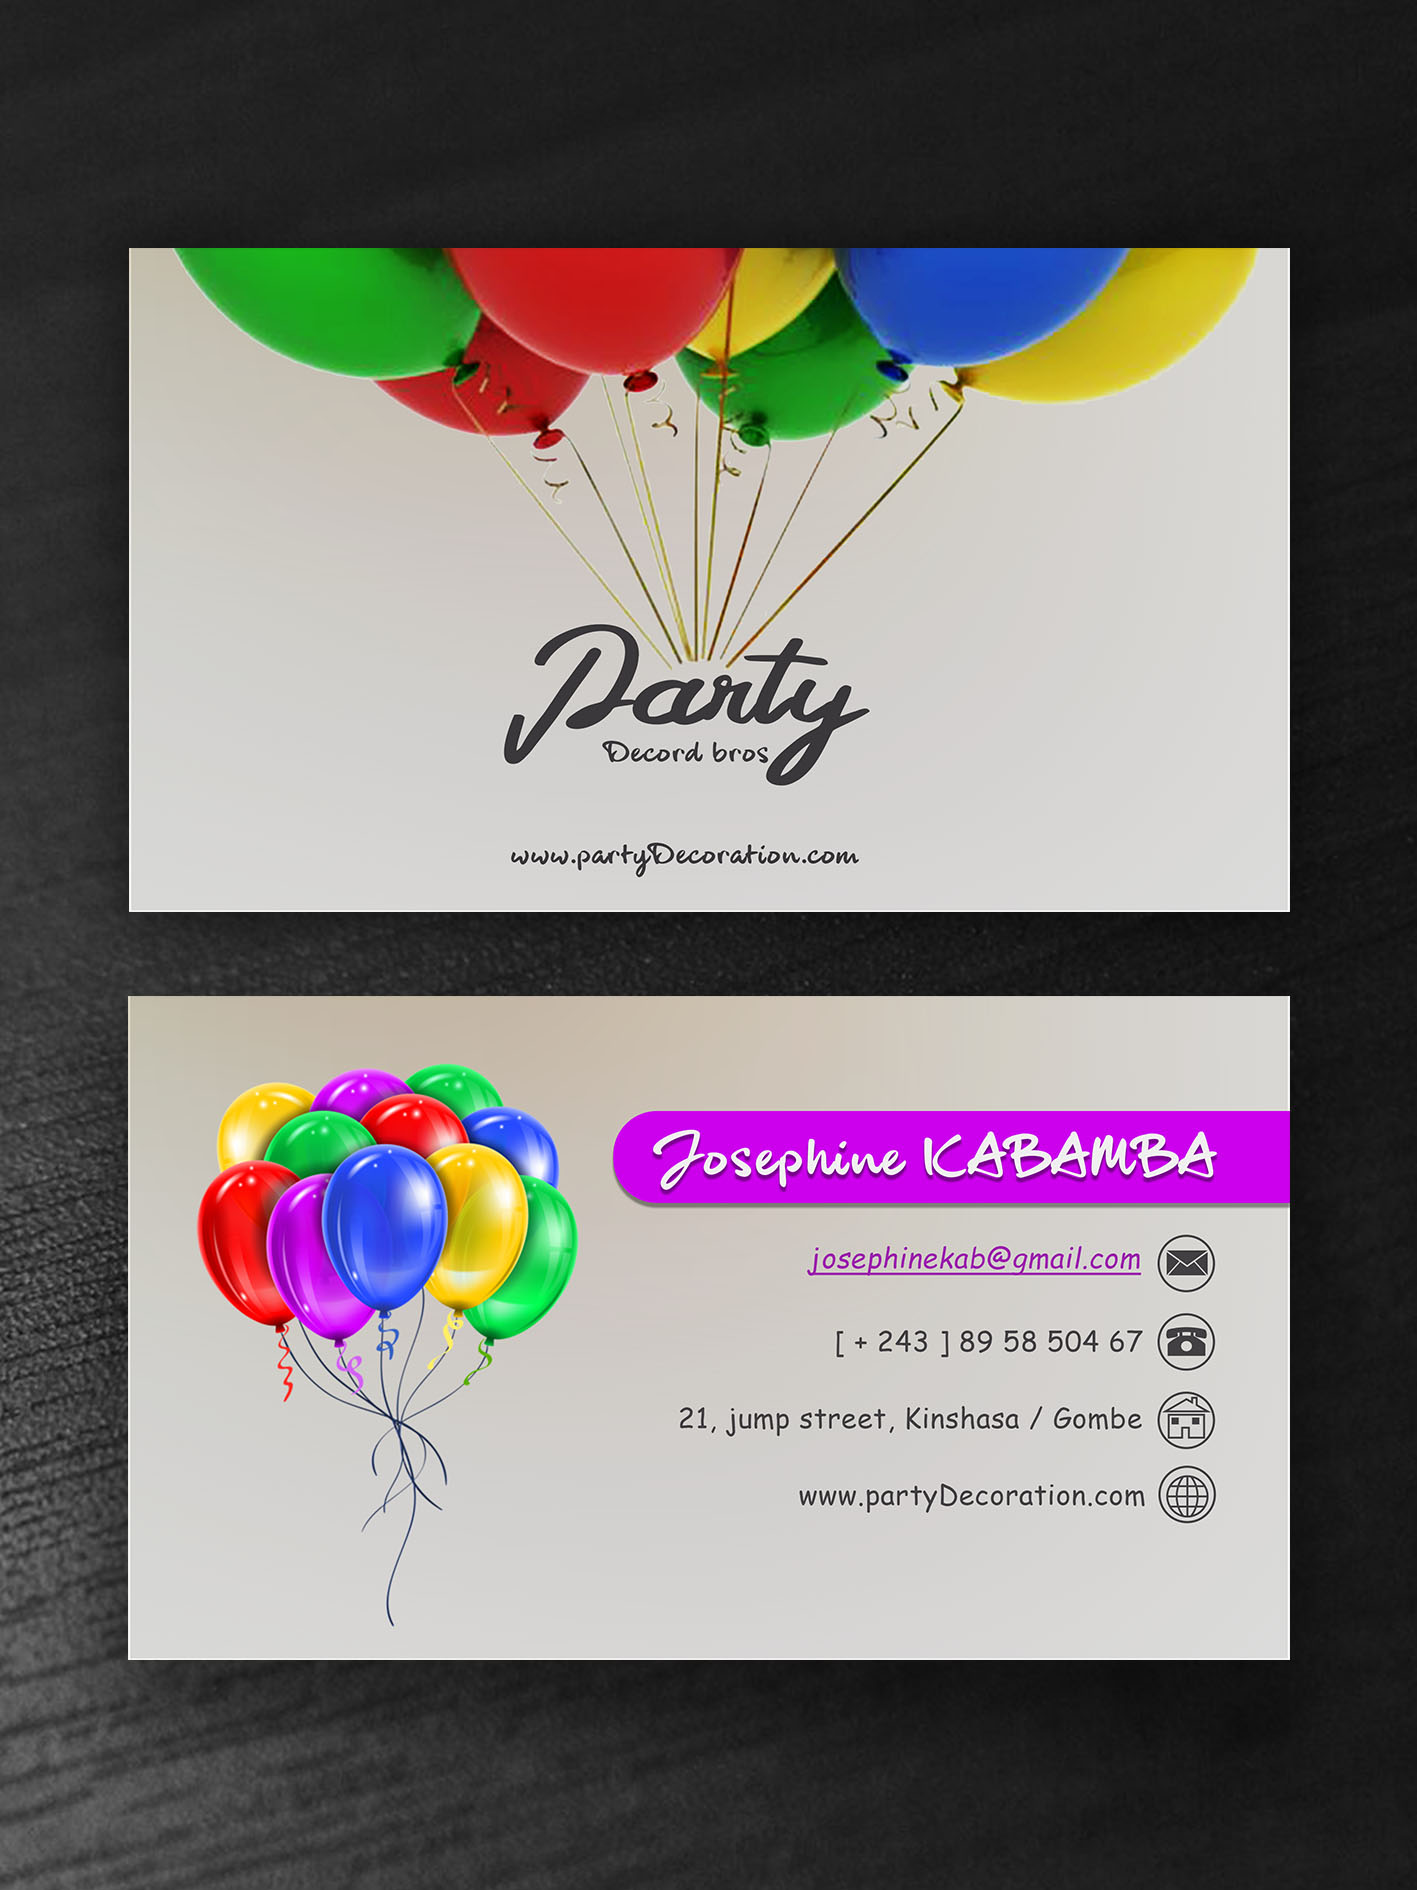 Party
Decord bros
www.partyDecoration.com
Josephine KABAMBA
josephinekab@gmail.com
[ + 243 ] 89 58 504 67
21, jump street, Kinshasa / Gombe
www.partyDecoration.com